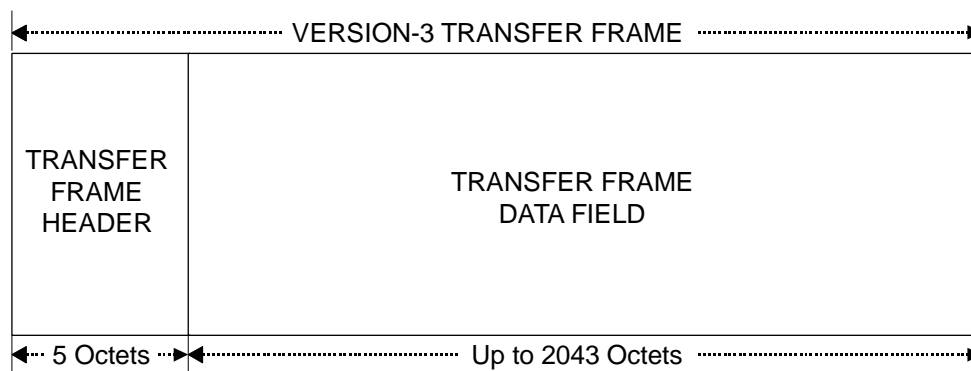 VERSION-3 TRANSFER FRAME
TRANSFER
FRAME
HEADER
TRANSFER FRAME
DATA FIELD
5 Octets
Up to 2043 Octets